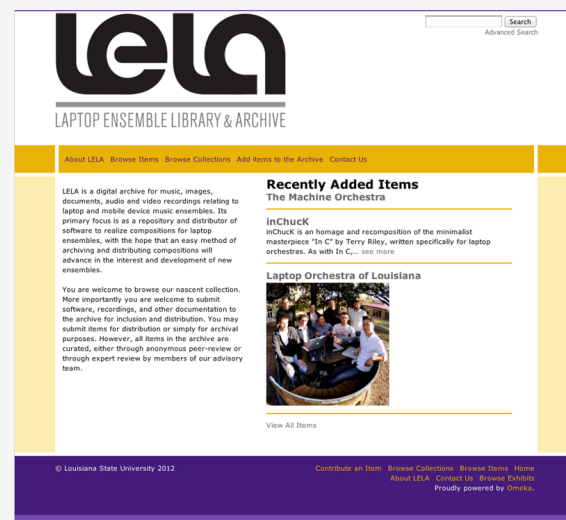 Search
Advanced Search
lela
LAPTOP ENSEMBLE LIBRARY & ARCHIVE
About LELA Browse Items Browse Collections Add items to the Archive Contact Us
LELA is a digital archive for music, images,
documents, audio and video recordings relating to
laptop and mobile device music ensembles. Its
primary focus is as a repository and distributor of
software to realize compositions for laptop
ensembles, with the hope that an easy method of
archiving and distributing compositions will
advance in the interest and development of new
ensembles.
You are welcome to browse our nascent collection.
More importantly you are welcome to submit
software, recordings, and other documentation to
the archive for inclusion and distribution. You may
submit items for distribution or simply for archival
purposes. However, all items in the archive are
curated, either through anonymous peer-review or
through expert review by members of our advisory
team.
Recently Added Items
The Machine Orchestra
inChucK
inChucK is an homage and recomposition of the minimalist
masterpiece "In C" by Terry Riley, written specifically for laptop
orchestras. As with In C,... see more
Laptop Orchestra of Louisiana
View All Items
© Louisiana State University 2012
Contribute an Item Browse Collections Browse Items Home
About LELA Contact Us Browse Exhibits
Proudly powered by Omeka.